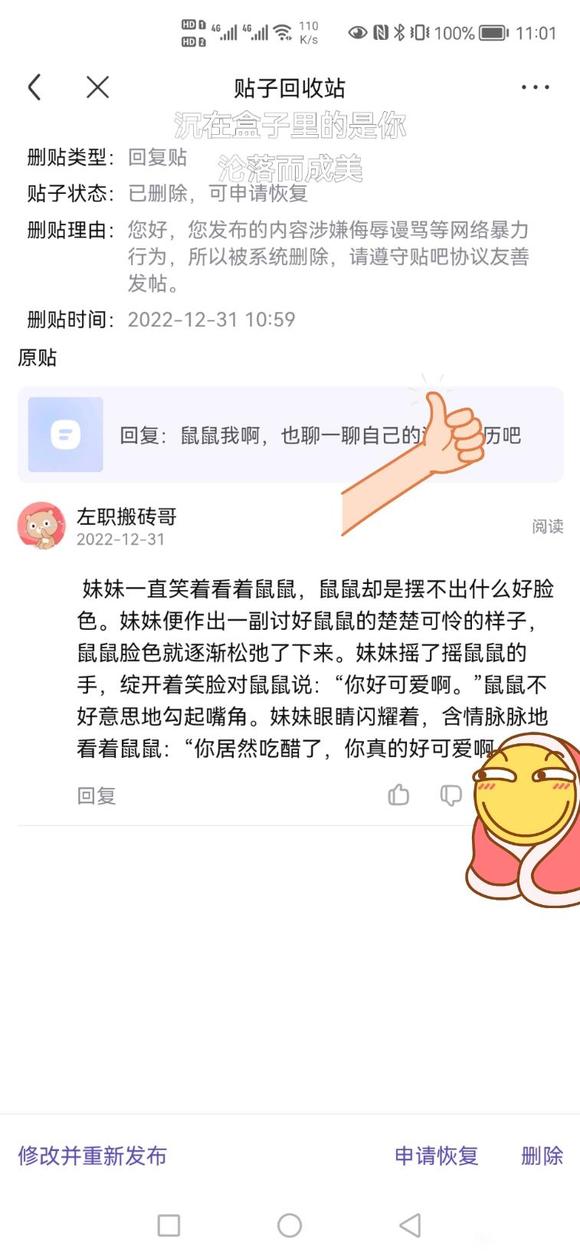 HD 1 4G 4G 110 K/s 100% 11:01
HD 2
贴子回收站
沉在盒子里的是你
沦落而成美
删贴类型：回复贴
贴子状态：已删除，可申请恢复
删贴理由：您好，您发布的内容涉嫌侮辱谩骂等网络暴力
行为，所以被系统删除，请遵守贴吧协议友善
发帖。
删贴时间：2022-12-31 10:59
原贴
回复：鼠鼠我啊，也聊一聊自己的 历吧
左职搬砖哥
2022-12-31
阅读
妹妹一直笑着看着鼠鼠，鼠鼠却是摆不出什么好脸
色。妹妹便作出一副讨好鼠鼠的楚楚可怜的样子，
鼠鼠脸色就逐渐松弛了下来。妹妹摇了摇鼠鼠的
手，绽开着笑脸对鼠鼠说：“你好可爱啊。”鼠鼠不
好意思地勾起嘴角。妹妹眼睛闪耀着，含情脉脉地
看着鼠鼠：“你居然吃醋了，你真的好可爱啊
回复
修改并重新发布
申请恢复
删除